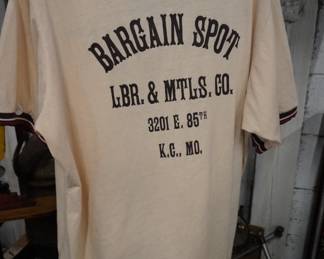 BARGAIN SPOT
LBR. & MTLS. CO.
3201 E. 85TH
K.C., MO.